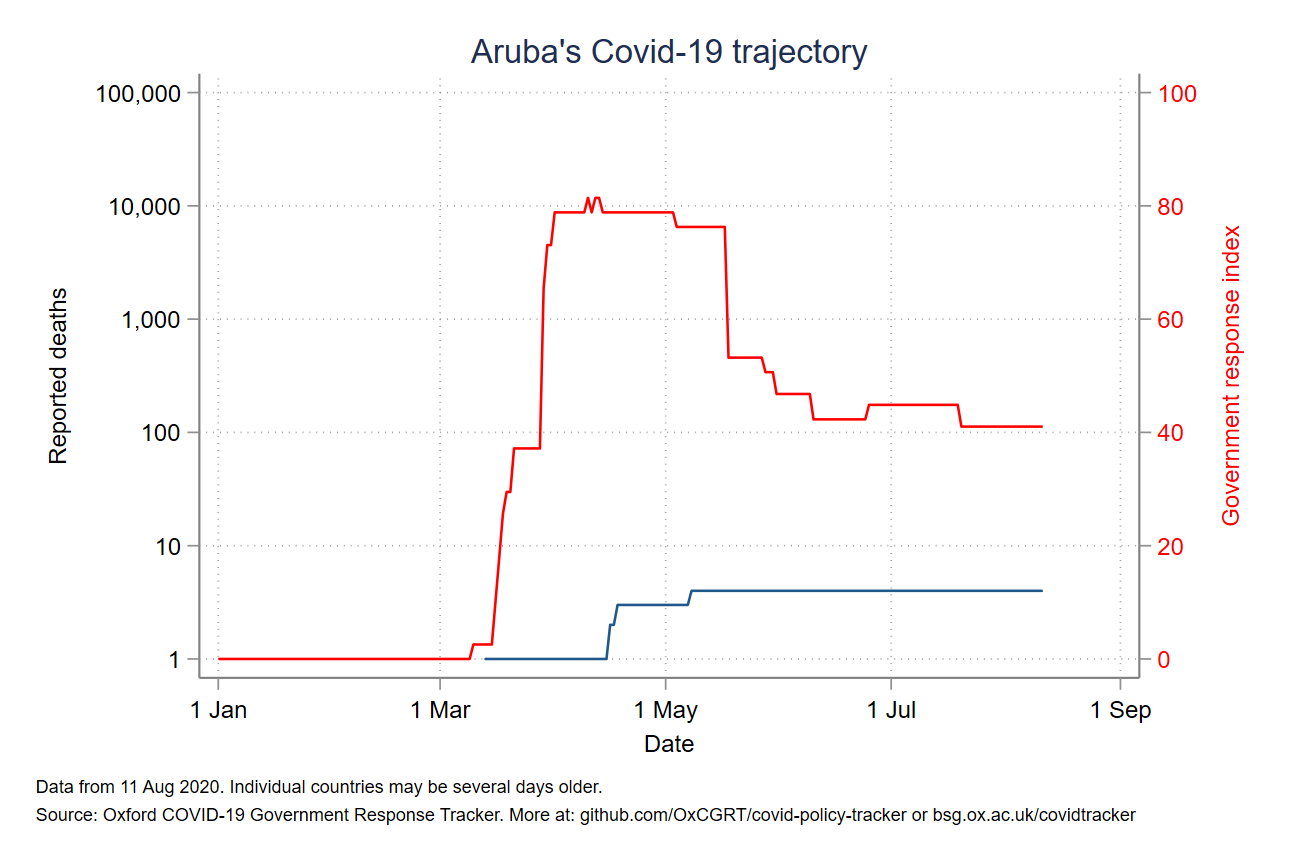 Aruba's Covid-19 trajectory
100,000
10,000
1,000
100
10
1
Reported deaths
100
80
60
40
20
0
Government response index
1 Jan
1 Mar
1 May
1 Jul
1 Sep
Date
Data from 11 Aug 2020. Individual countries may be several days older.
Source: Oxford COVID-19 Government Response Tracker. More at: github.com/OxCGRT/covid-policy-tracker or bsg.ox.ac.uk/covidtracker